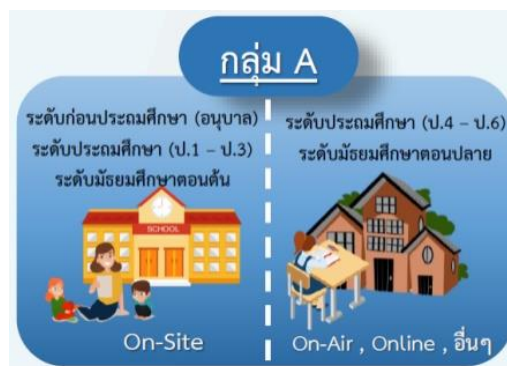 กลุ่ม A
ระดับก่อนประถมศึกษา (อนุบาล)
ระดับประถมศึกษา (ป.1 – ป.3)
ระดับมัธยมศึกษาตอนต้น
SCHOOL
On-Site
ระดับประถมศึกษา (ป.4 – ป.6)
ระดับมัธยมศึกษาตอนปลาย
On-Air , Online , อื่นๆ